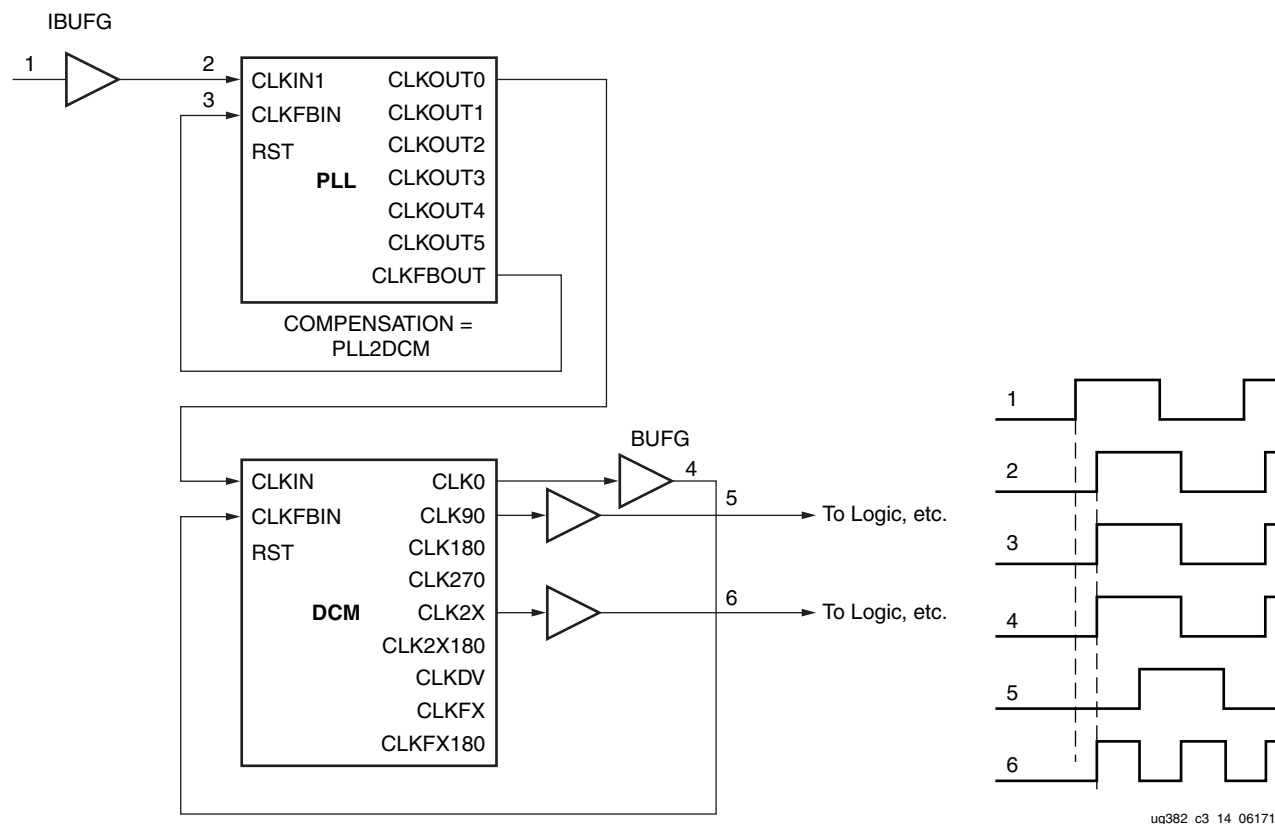 IBUFG
1
2
3
CLKIN1
CLKFBIN
RST
PLL
CLKOUT0
CLKOUT1
CLKOUT2
CLKOUT3
CLKOUT4
CLKOUT5
CLKFBOUT
COMPENSATION =
PLL2DCM
BUFG
4
5
6
CLKIN
CLKFBIN
RST
DCM
CLK0
CLK90
CLK180
CLK270
CLK2X
CLK2X180
CLKDV
CLKFX
CLKFX180
To Logic, etc.
To Logic, etc.
1
2
3
4
5
6
ug382_c3_14_06171